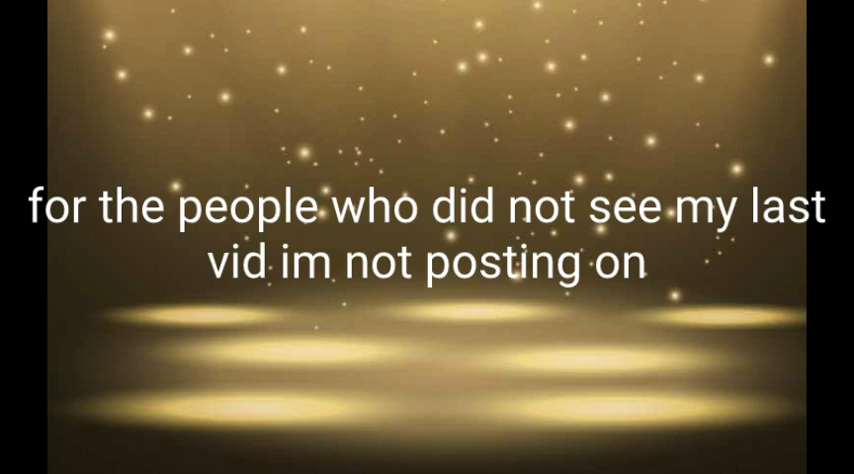 for the people who did not see my last
vid im not posting on